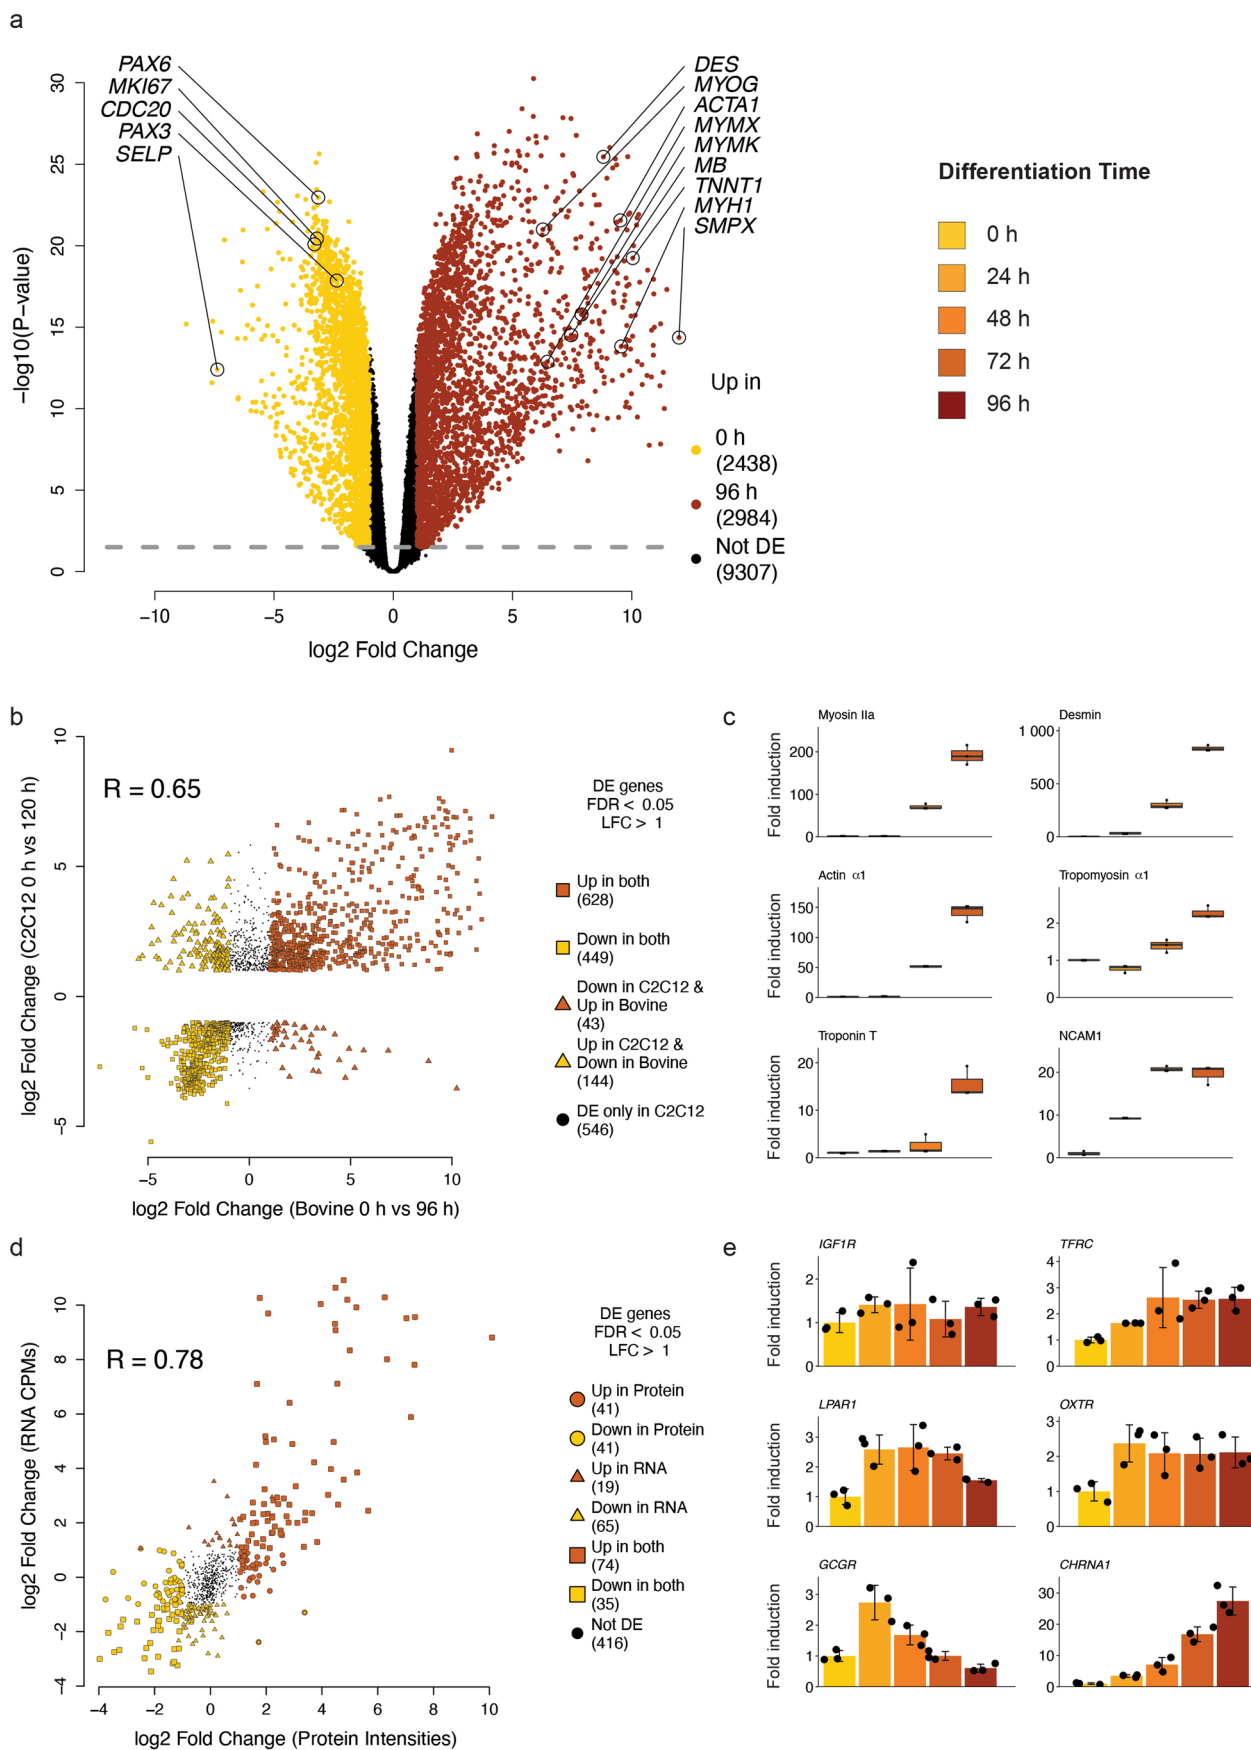 a
PAX6
MKI67
CDC20
PAX3
SELP
DES
MYOG
ACTA1
MYMX
MYMK
MB
TNNT1
MYH1
SMPX
−log10(P−value)
30
25
20
15
10
5
0
−10
−5
0
5
10
log2 Fold Change
Up in
0 h
(2438)
96 h
(2984)
Not DE
(9307)
Differentiation Time
0 h
24 h
48 h
72 h
96 h
b
R = 0.65
log2 Fold Change (C2C12 0 h vs 120 h)
10
5
0
−5
−5
0
5
10
log2 Fold Change (Bovine 0 h vs 96 h)
DE genes
FDR < 0.05
LFC > 1
Up in both
(628)
Down in both
(449)
Down in C2C12 &
Up in Bovine
(43)
Up in C2C12 &
Down in Bovine
(144)
DE only in C2C12
(546)
c
Myosin IIa
Fold induction
200
100
0
Desmin
1 000
500
0
Actin α1
Fold induction
150
100
50
0
Tropomyosin α1
2
1
0
Troponin T
Fold induction
20
10
0
NCAM1
20
10
0
d
R = 0.78
log2 Fold Change (RNA CPMs)
10
8
6
4
2
0
−2
−4
−4
−2
0
2
4
6
8
10
log2 Fold Change (Protein Intensities)
DE genes
FDR < 0.05
LFC > 1
Up in Protein
(41)
Down in Protein
(41)
Up in RNA
(19)
Down in RNA
(65)
Up in both
(74)
Down in both
(35)
Not DE
(416)
e
IGF1R
Fold induction
2
1
0
TFRC
4
3
2
1
0
LPAR1
Fold induction
3
2
1
0
OXTR
3
2
1
0
GCGR
Fold induction
3
2
1
0
CHRNA1
30
20
10
0